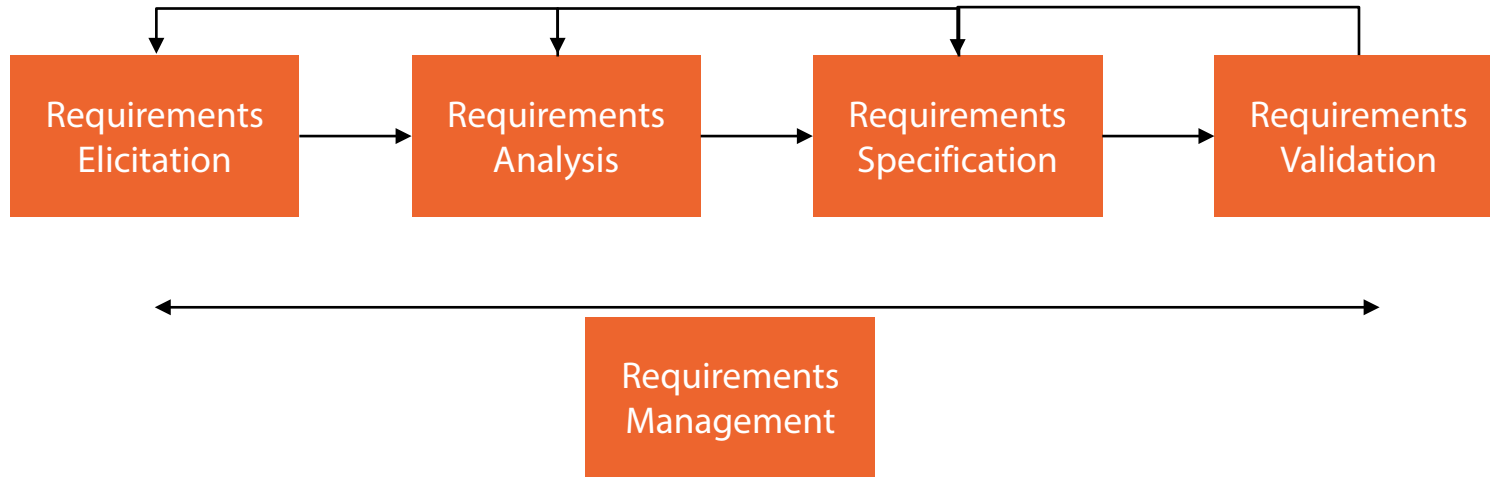 Requirements
Elicitation
Requirements
Analysis
Requirements
Specification
Requirements
Validation
Requirements
Management